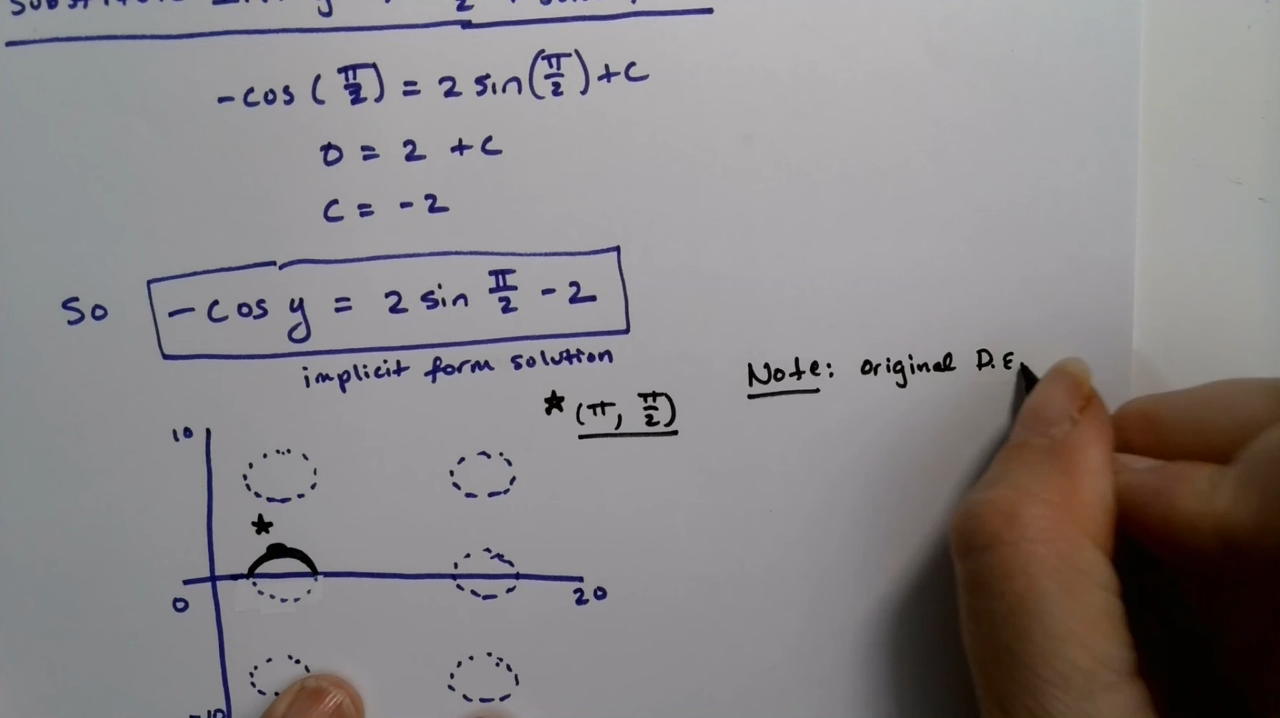 -cos(π/2) = 2 sin(π/2) + c
0 = 2 + c
c = -2
So -cos y = 2 sin π/2 - 2
implicit form solution
Note: original D.E
* (π, π/2)
10
*
0
20
-10